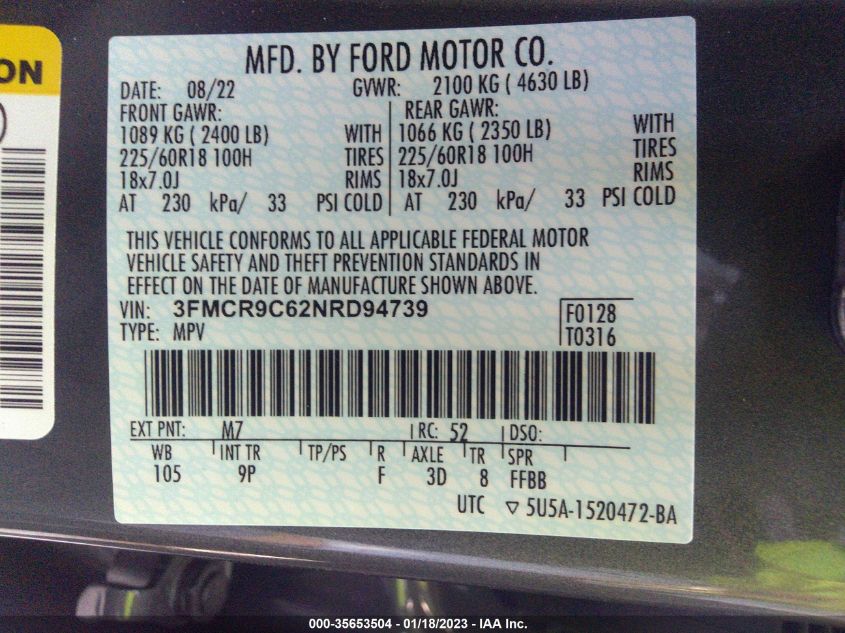 ON
MFD. BY FORD MOTOR CO.
DATE: 08/22 GVWR: 2100 KG ( 4630 LB)
FRONT GAWR: REAR GAWR:
1089 KG ( 2400 LB) WITH 1066 KG ( 2350 LB) WITH
225/60R18 100H TIRES 225/60R18 100H TIRES
18x7.0J RIMS 18x7.0J RIMS
AT 230 kPa/ 33 PSI COLD AT 230 kPa/ 33 PSI COLD
THIS VEHICLE CONFORMS TO ALL APPLICABLE FEDERAL MOTOR
VEHICLE SAFETY AND THEFT PREVENTION STANDARDS IN
EFFECT ON THE DATE OF MANUFACTURE SHOWN ABOVE.
VIN: 3FMCR9C62NRD94739 F0128
TYPE: MPV T0316
EXT PNT: M7 RC: 52 DSO:
WB INT TR TP/PS R AXLE TR SPR
105 9P F 3D 8 FFBB
UTC ▽ 5U5A-1520472-BA
000-35653504 - 01/18/2023 - IAA Inc.